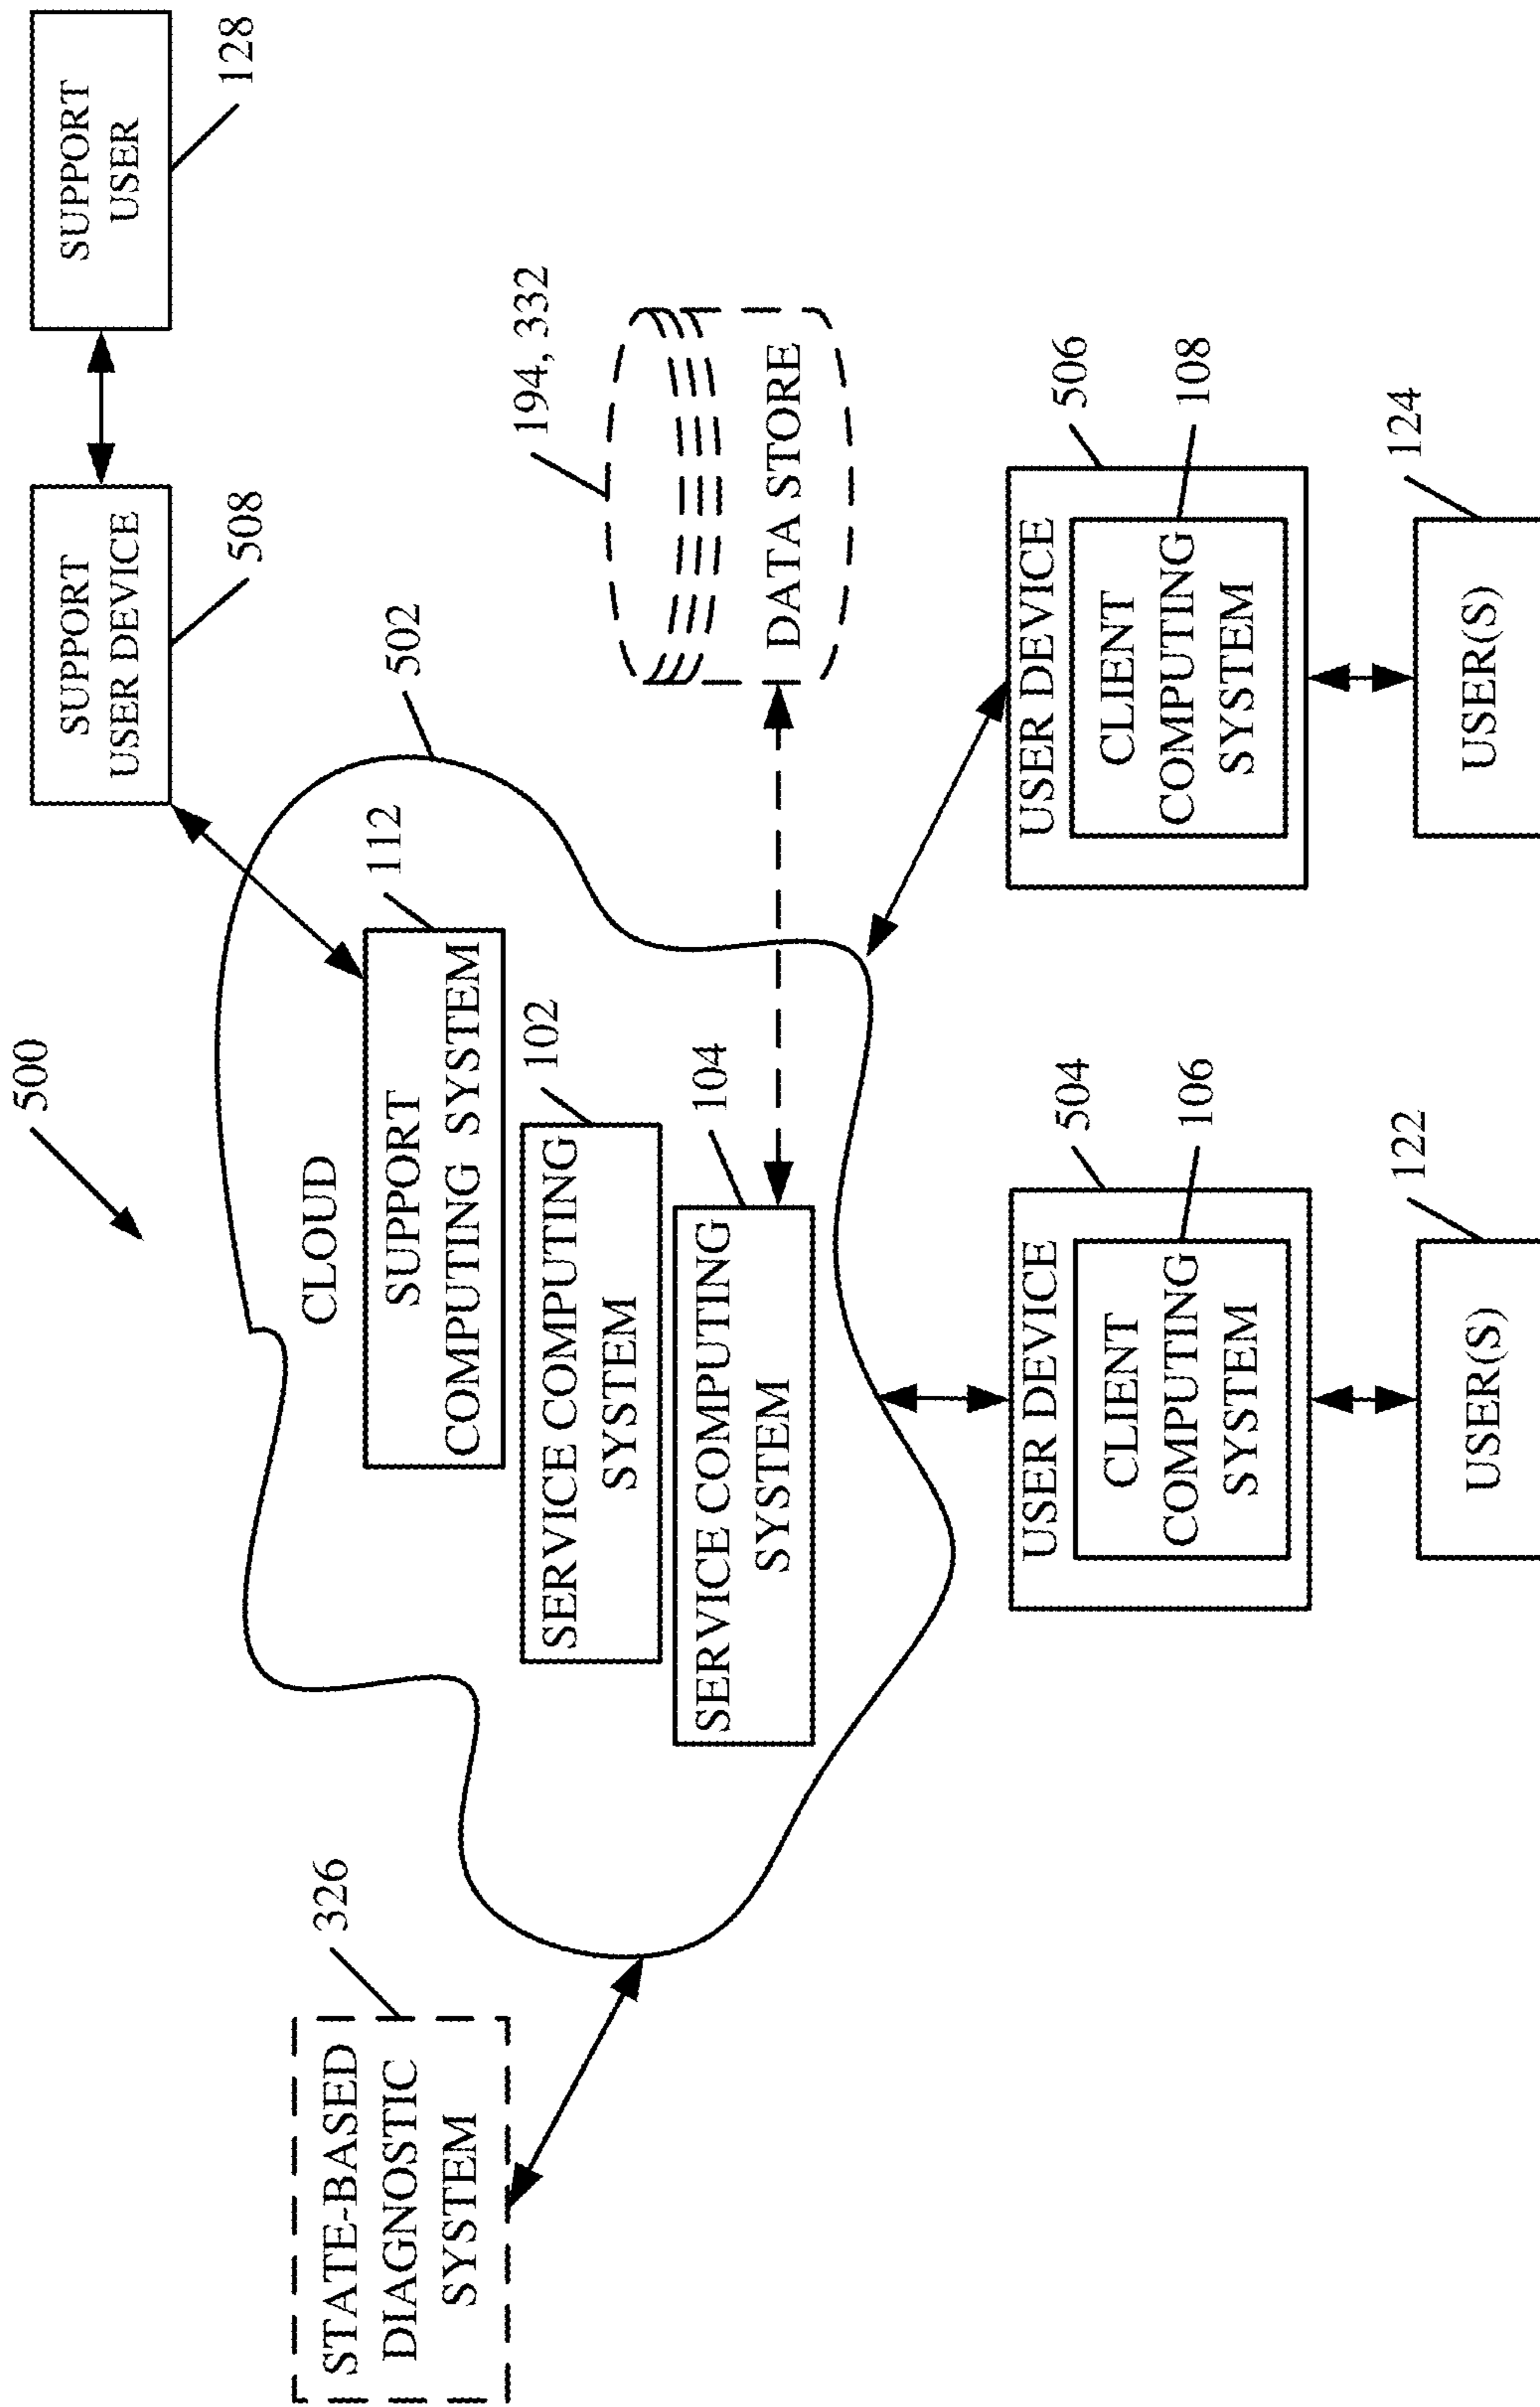 500
SUPPORT
USER DEVICE
508
SUPPORT
USER
128
STATE-BASED
DIAGNOSTIC
SYSTEM
326
CLOUD
502
SUPPORT
COMPUTING SYSTEM
112
SERVICE COMPUTING
SYSTEM
102
SERVICE COMPUTING
SYSTEM
104
194, 332
DATA STORE
USER DEVICE
504
CLIENT
COMPUTING
SYSTEM
106
USER(S)
122
USER DEVICE
506
CLIENT
COMPUTING
SYSTEM
108
USER(S)
124